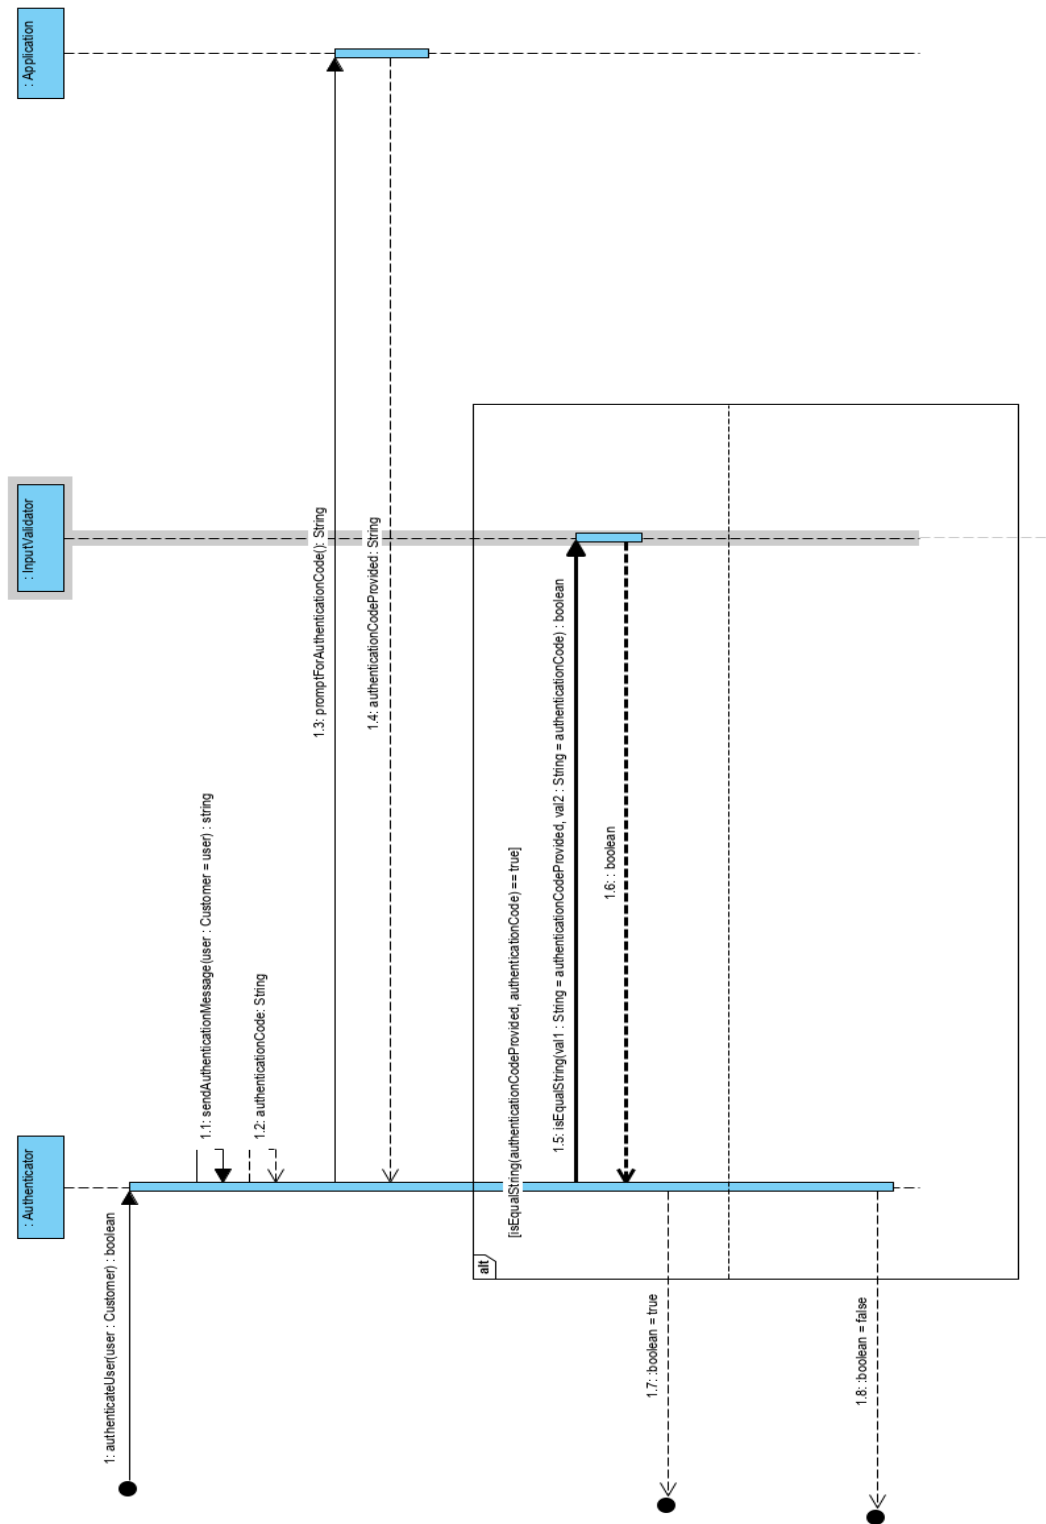 : Authenticator
: InputValidator
: Application
1: authenticateUser(user : Customer) : boolean
1.1: sendAuthenticationMessage(user : Customer = user) : string
1.2: authenticationCode: String
1.3: promptForAuthenticationCode(): String
1.4: authenticationCodeProvided: String
alt
[isEqualString(authenticationCodeProvided, authenticationCode) == true]
1.5: isEqualString(val1 : String = authenticationCodeProvided, val2 : String = authenticationCode) : boolean
1.6: : boolean
1.7: :boolean = true
1.8: :boolean = false